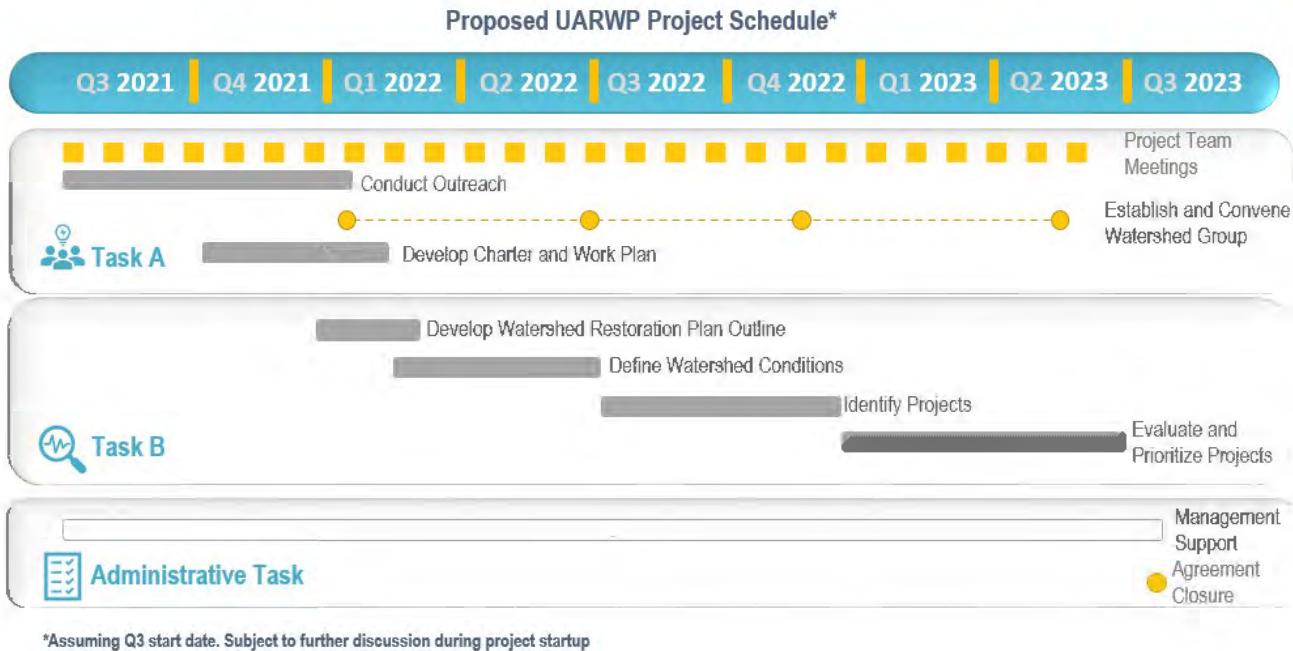 Proposed UARWP Project Schedule*
Q3 2021 Q4 2021 Q1 2022 Q2 2022 Q3 2022 Q4 2022 Q1 2023 Q2 2023 Q3 2023
Project Team
Meetings
Conduct Outreach
Establish and Convene
Watershed Group
Task A
Develop Charter and Work Plan
Develop Watershed Restoration Plan Outline
Define Watershed Conditions
Identify Projects
Evaluate and
Prioritize Projects
Task B
Management
Support
Administrative Task
Agreement
Closure
*Assuming Q3 start date. Subject to further discussion during project startup